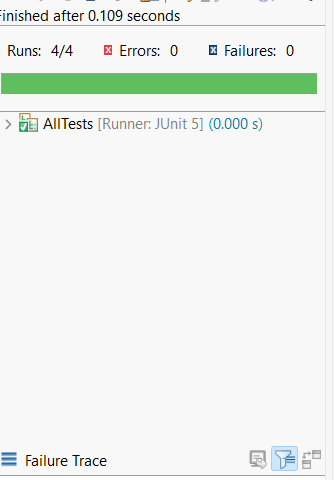 Finished after 0.109 seconds
Runs: 4/4 Errors: 0 Failures: 0
AllTests [Runner: JUnit 5] (0.000 s)
Failure Trace